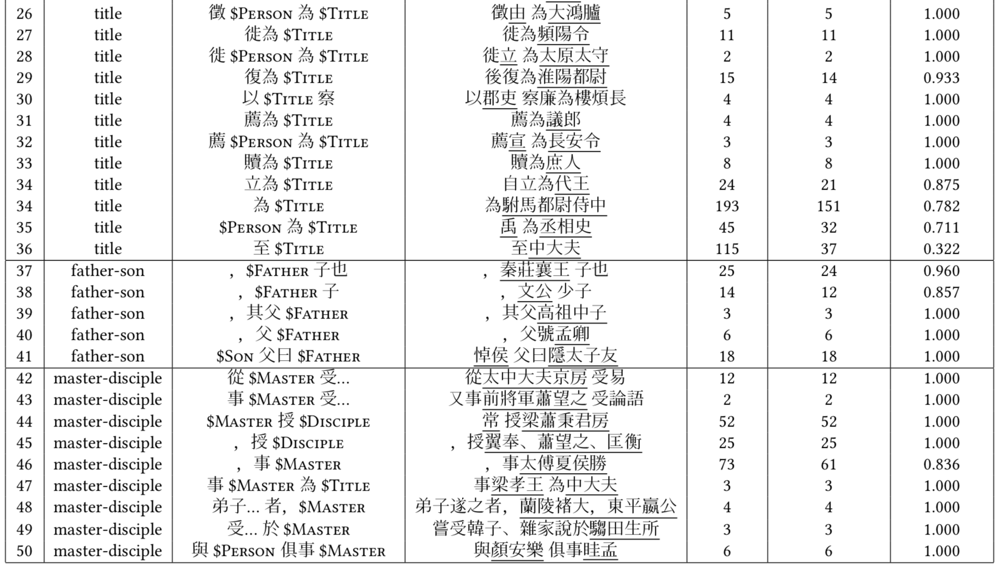 26 title 徵 $PERSON 為 $TITLE 徵由 為大鴻臚 5 5 1.000
27 title 徙為 $TITLE 徙為頻陽令 11 11 1.000
28 title 徙 $PERSON 為 $TITLE 徙立 為太原太守 2 2 1.000
29 title 復為 $TITLE 後復為淮陽都尉 15 14 0.933
30 title 以 $TITLE 察 以郡吏 察廉為樓煩長 4 4 1.000
31 title 薦為 $TITLE 薦為議郎 4 4 1.000
32 title 薦 $PERSON 為 $TITLE 薦宣 為長安令 3 3 1.000
33 title 贖為 $TITLE 贖為庶人 8 8 1.000
34 title 立為 $TITLE 自立為代王 24 21 0.875
34 title 為 $TITLE 為駙馬都尉侍中 193 151 0.782
35 title $PERSON 為 $TITLE 禹 為丞相史 45 32 0.711
36 title 至 $TITLE 至中大夫 115 37 0.322
37 father-son ，$FATHER 子也 ，秦莊襄王 子也 25 24 0.960
38 father-son ，$FATHER 子 ，文公 少子 14 12 0.857
39 father-son ，其父 $FATHER ，其父高祖中子 3 3 1.000
40 father-son ，父 $FATHER ，父號孟卿 6 6 1.000
41 father-son $SON 父曰 $FATHER 悼侯 父曰隱太子友 18 18 1.000
42 master-disciple 從 $MASTER 受… 從太中大夫京房 受易 12 12 1.000
43 master-disciple 事 $MASTER 受… 又事前將軍蕭望之 受論語 2 2 1.000
44 master-disciple $MASTER 授 $DISCIPLE 常 授梁蕭秉君房 52 52 1.000
45 master-disciple ，授 $DISCIPLE ，授翼奉、蕭望之、匡衡 25 25 1.000
46 master-disciple ，事 $MASTER ，事太傅夏侯勝 73 61 0.836
47 master-disciple 事 $MASTER 為 $TITLE 事梁孝王 為中大夫 3 3 1.000
48 master-disciple 弟子… 者，$MASTER 弟子遂之者，蘭陵褚大，東平嬴公 4 4 1.000
49 master-disciple 受… 於 $MASTER 嘗受韓子、雜家說於騶田生所 3 3 1.000
50 master-disciple 與 $PERSON 俱事 $MASTER 與顏安樂 俱事眭孟 6 6 1.000